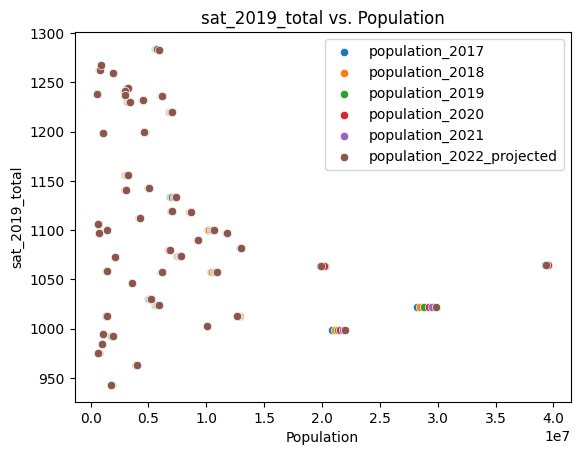 sat_2019_total vs. Population
population_2017
population_2018
population_2019
population_2020
population_2021
population_2022_projected
sat_2019_total
1300
1250
1200
1150
1100
1050
1000
950
0.0 0.5 1.0 1.5 2.0 2.5 3.0 3.5 4.0
1e7
Population